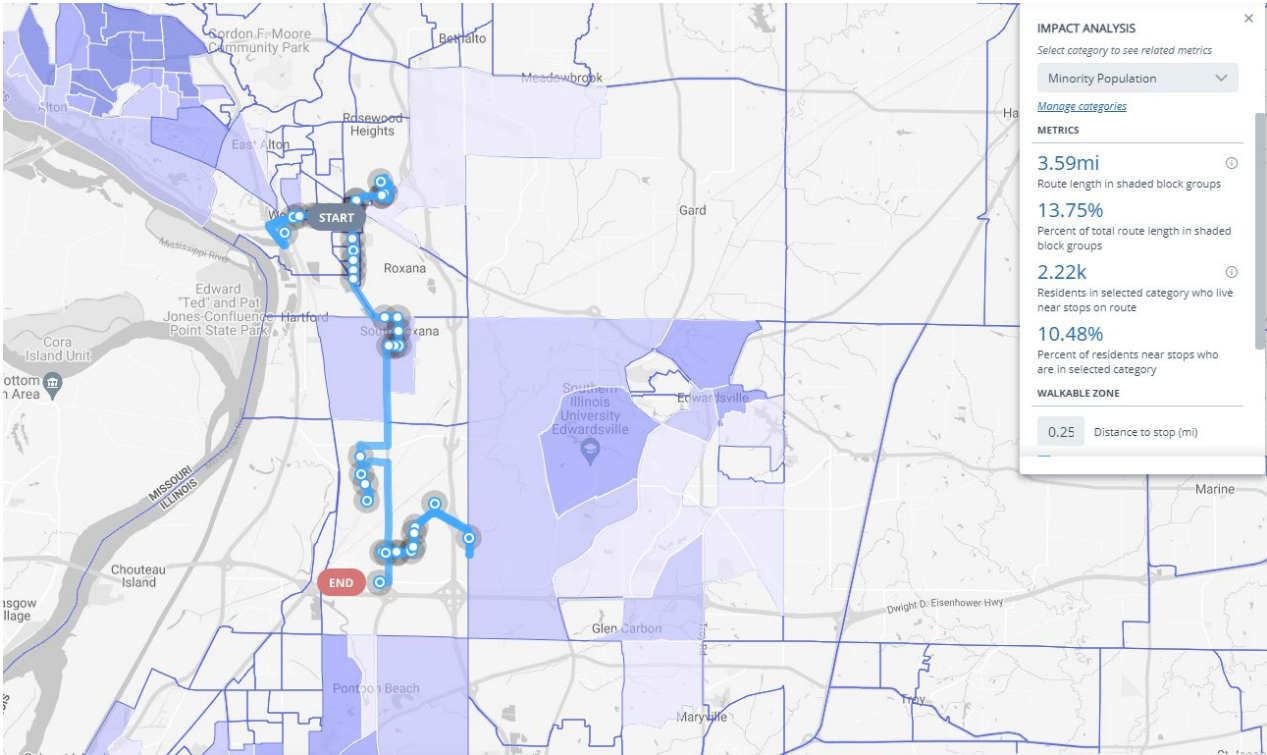 Gordon F. Moore
Community Park
Bethalto
Meadowbrook
Alton
Rosewood
Heights
East Alton
START
Gard
Mississippi River
Roxana
Edward
"Ted" and Pat
Jones-Confluence
Point State Park
Hartford
Cora
Island Unit
Southern
Illinois
University
Edwardsville
Edwardsville
MISSOURI
ILLINOIS
Chouteau
Island
END
Marine
Dwight D. Eisenhower Hwy
Glen Carbon
Pontoon Beach
Maryville
Troy
IMPACT ANALYSIS
Select category to see related metrics
Minority Population
Manage categories
METRICS
3.59mi
Route length in shaded block groups
13.75%
Percent of total route length in shaded
block groups
2.22k
Residents in selected category who live
near stops on route
10.48%
Percent of residents near stops who
are in selected category
WALKABLE ZONE
0.25 Distance to stop (mi)